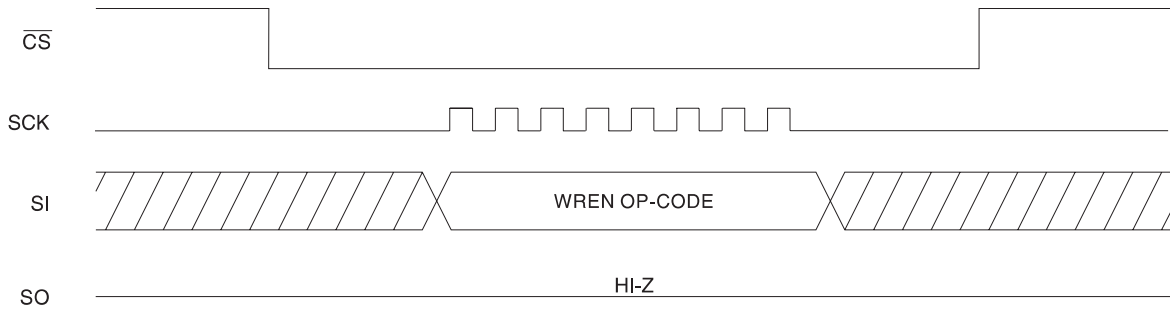 CS
SCK
SI
WREN OP-CODE
SO
HI-Z